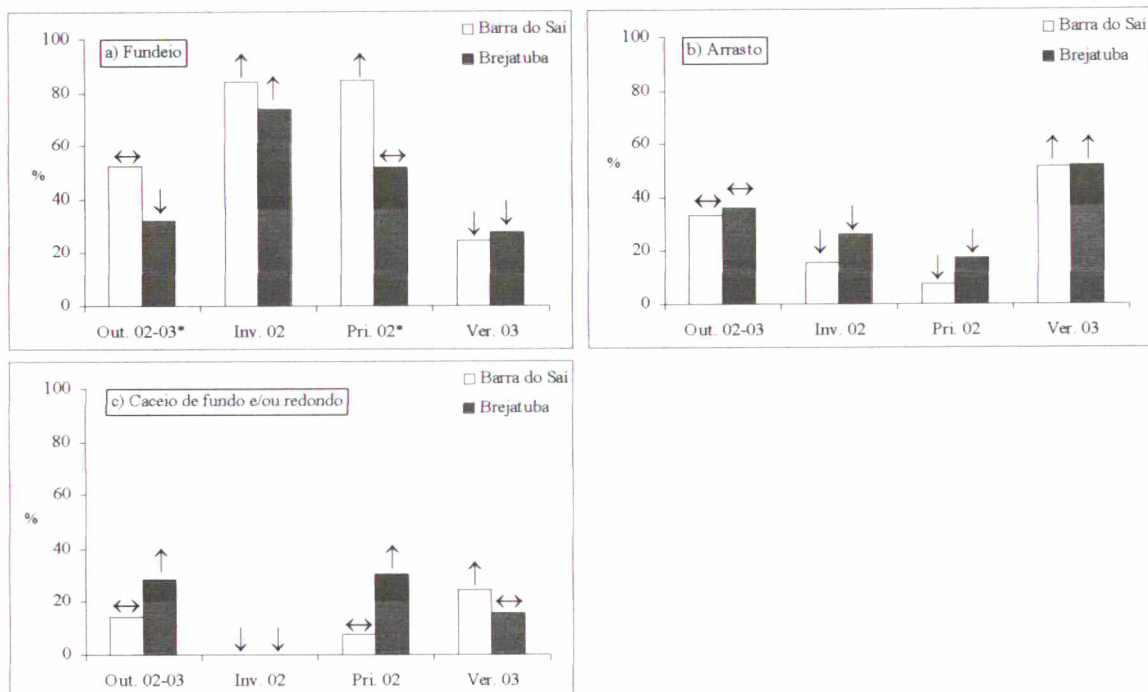 a) Fundeio
Barra do Saí
Brejatuba
100
80
60
%
40
20
0
Out. 02-03*
Inv. 02
Pri. 02*
Ver. 03
b) Arrasto
Barra do Saí
Brejatuba
100
80
60
%
40
20
0
Out. 02-03
Inv. 02
Pri. 02
Ver. 03
c) Caceio de fundo e/ou redondo
Barra do Saí
Brejatuba
100
80
60
%
40
20
0
Out. 02-03
Inv. 02
Pri. 02
Ver. 03